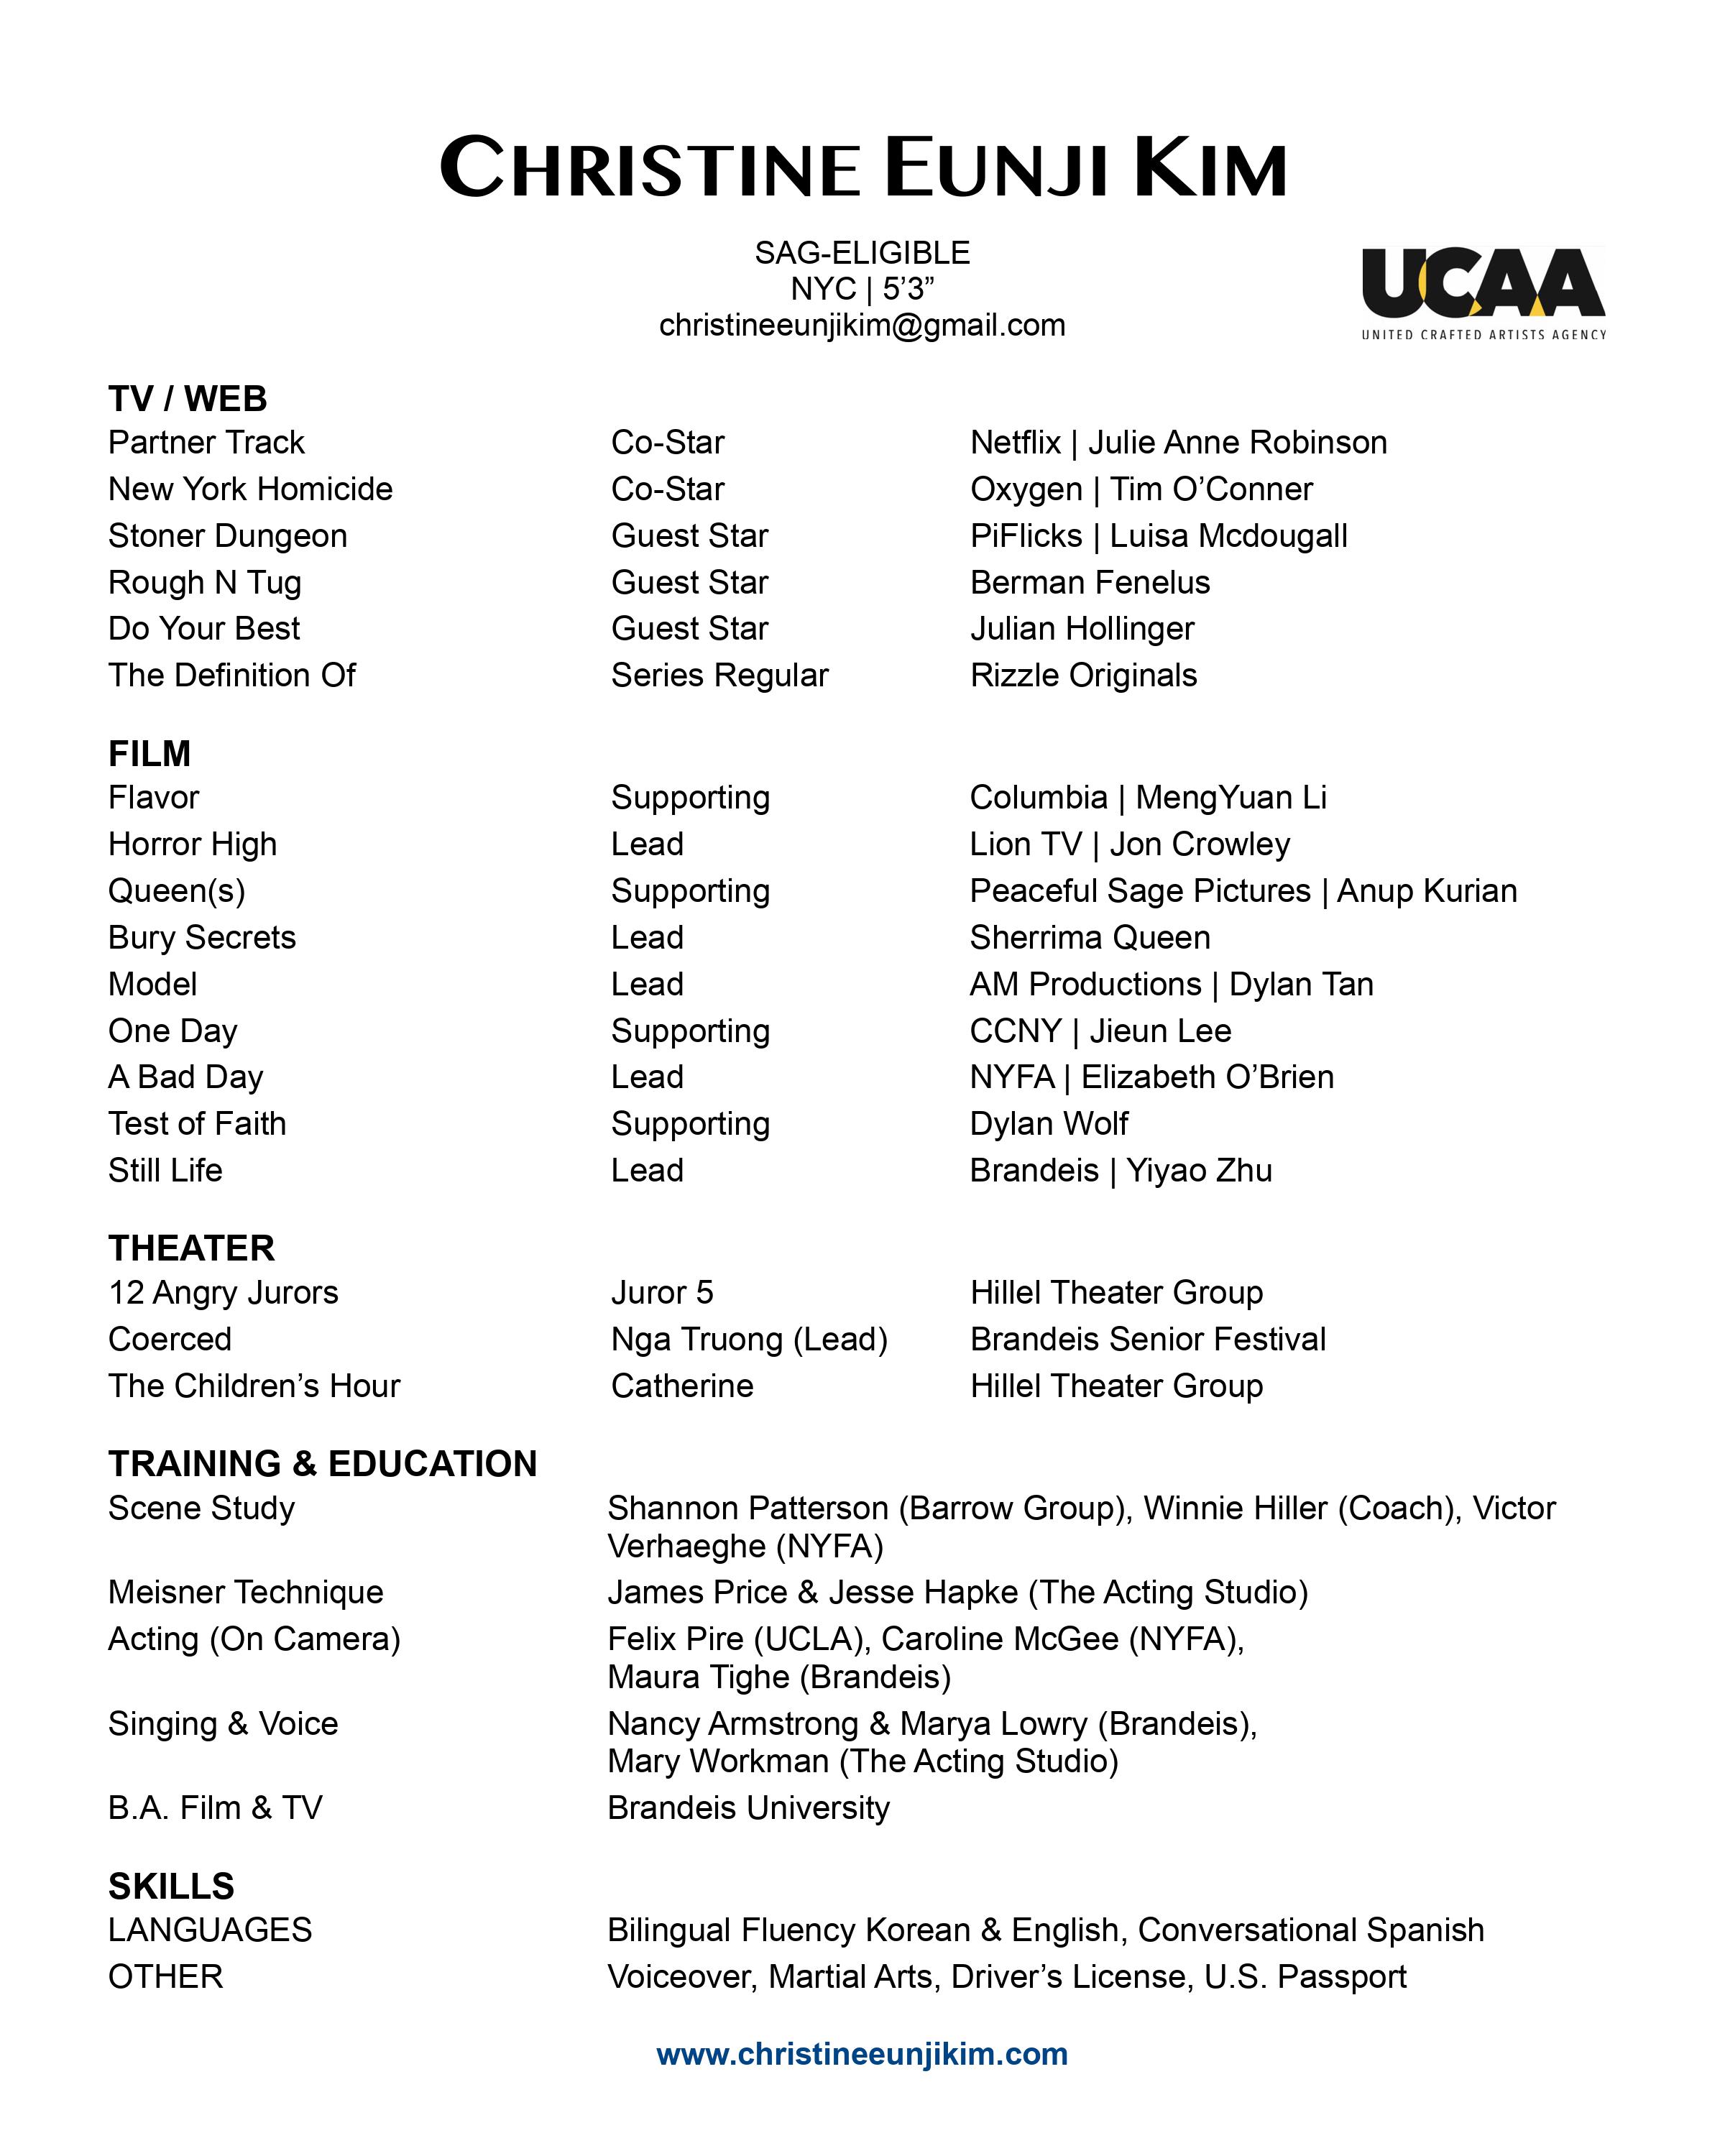 CHRISTINE EUNJI KIM
SAG-ELIGIBLE
NYC | 5’3”
christineeunjikim@gmail.com
UCAA
UNITED CRAFTED ARTISTS AGENCY
TV / WEB
Partner Track Co-Star Netflix | Julie Anne Robinson
New York Homicide Co-Star Oxygen | Tim O’Conner
Stoner Dungeon Guest Star PiFlicks | Luisa Mcdougall
Rough N Tug Guest Star Berman Fenelus
Do Your Best Guest Star Julian Hollinger
The Definition Of Series Regular Rizzle Originals
FILM
Flavor Supporting Columbia | MengYuan Li
Horror High Lead Lion TV | Jon Crowley
Queen(s) Supporting Peaceful Sage Pictures | Anup Kurian
Bury Secrets Lead Sherrima Queen
Model Lead AM Productions | Dylan Tan
One Day Supporting CCNY | Jieun Lee
A Bad Day Lead NYFA | Elizabeth O’Brien
Test of Faith Supporting Dylan Wolf
Still Life Lead Brandeis | Yiyao Zhu
THEATER
12 Angry Jurors Juror 5 Hillel Theater Group
Coerced Nga Truong (Lead) Brandeis Senior Festival
The Children’s Hour Catherine Hillel Theater Group
TRAINING & EDUCATION
Scene Study Shannon Patterson (Barrow Group), Winnie Hiller (Coach), Victor
Verhaeghe (NYFA)
Meisner Technique James Price & Jesse Hapke (The Acting Studio)
Acting (On Camera) Felix Pire (UCLA), Caroline McGee (NYFA),
Maura Tighe (Brandeis)
Singing & Voice Nancy Armstrong & Marya Lowry (Brandeis),
Mary Workman (The Acting Studio)
B.A. Film & TV Brandeis University
SKILLS
LANGUAGES Bilingual Fluency Korean & English, Conversational Spanish
OTHER Voiceover, Martial Arts, Driver’s License, U.S. Passport
www.christineeunjikim.com